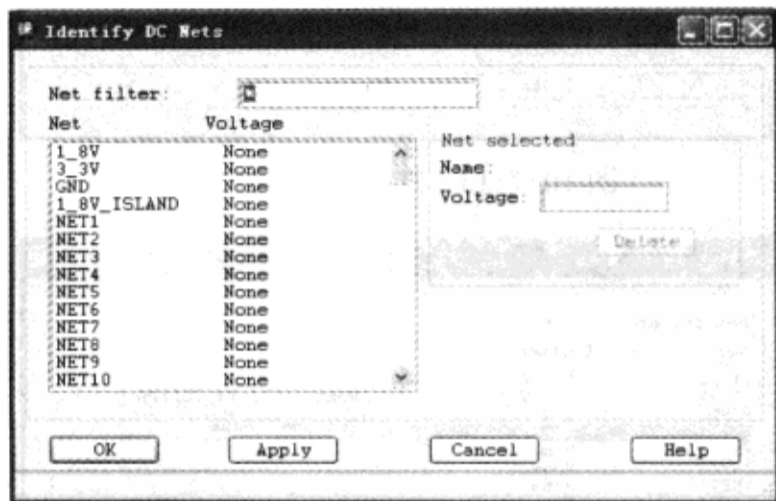 Identify DC Nets
Net filter:
Net Voltage
1_8V None
3_3V None
GND None
1_8V_ISLAND None
NET1 None
NET2 None
NET3 None
NET4 None
NET5 None
NET6 None
NET7 None
NET8 None
NET9 None
NET10 None
Net selected
Name:
Voltage:
Delete
OK Apply Cancel Help